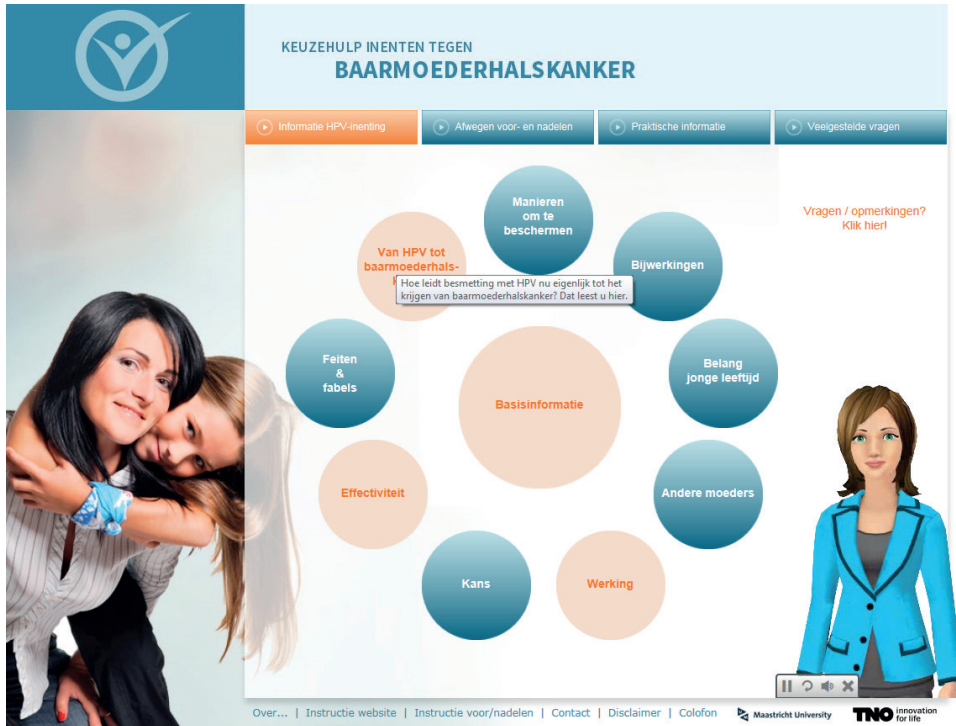 KEUZEHULP INENTEN TEGEN
BAARMOEDERHALSKANKER
Informatie HPV-inenting
Afwegen voor- en nadelen
Praktische informatie
Veelgestelde vragen
Manieren
om te
beschermen
Vragen / opmerkingen?
Klik hier!
Van HPV tot
baarmoederhals-
Bijwerkingen
Hoe leidt besmetting met HPV nu eigenlijk tot het
krijgen van baarmoederhalskanker? Dat leest u hier.
Feiten
&
fabels
Belang
jonge leeftijd
Basisinformatie
Effectiviteit
Andere moeders
Kans
Werking
Over... | Instructie website | Instructie voor/nadelen | Contact | Disclaimer | Colofon
Maastricht University
TNO innovation
for life